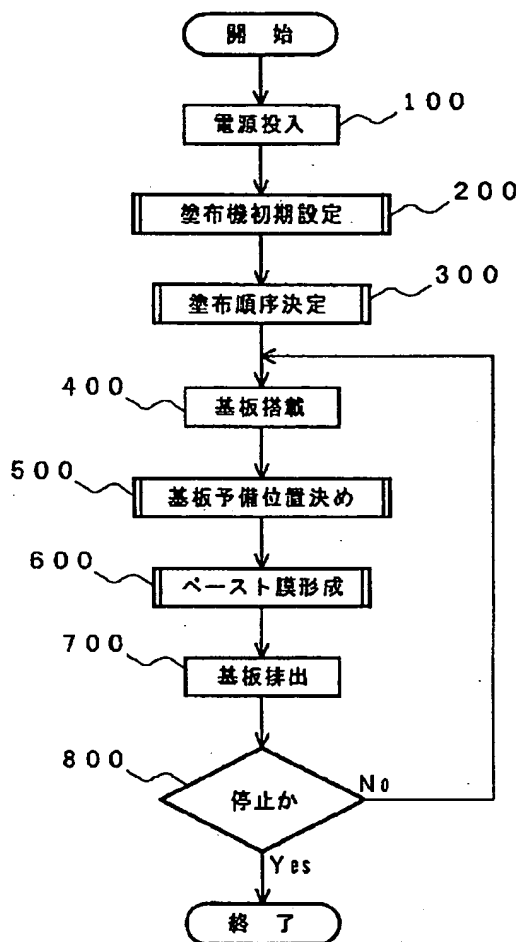 開 始
電源投入
100
塗布機初期設定
200
塗布順序決定
300
400
基板搭載
500
基板予備位置決め
600
ペースト膜形成
700
基板排出
800
停止か
No
Yes
終 了